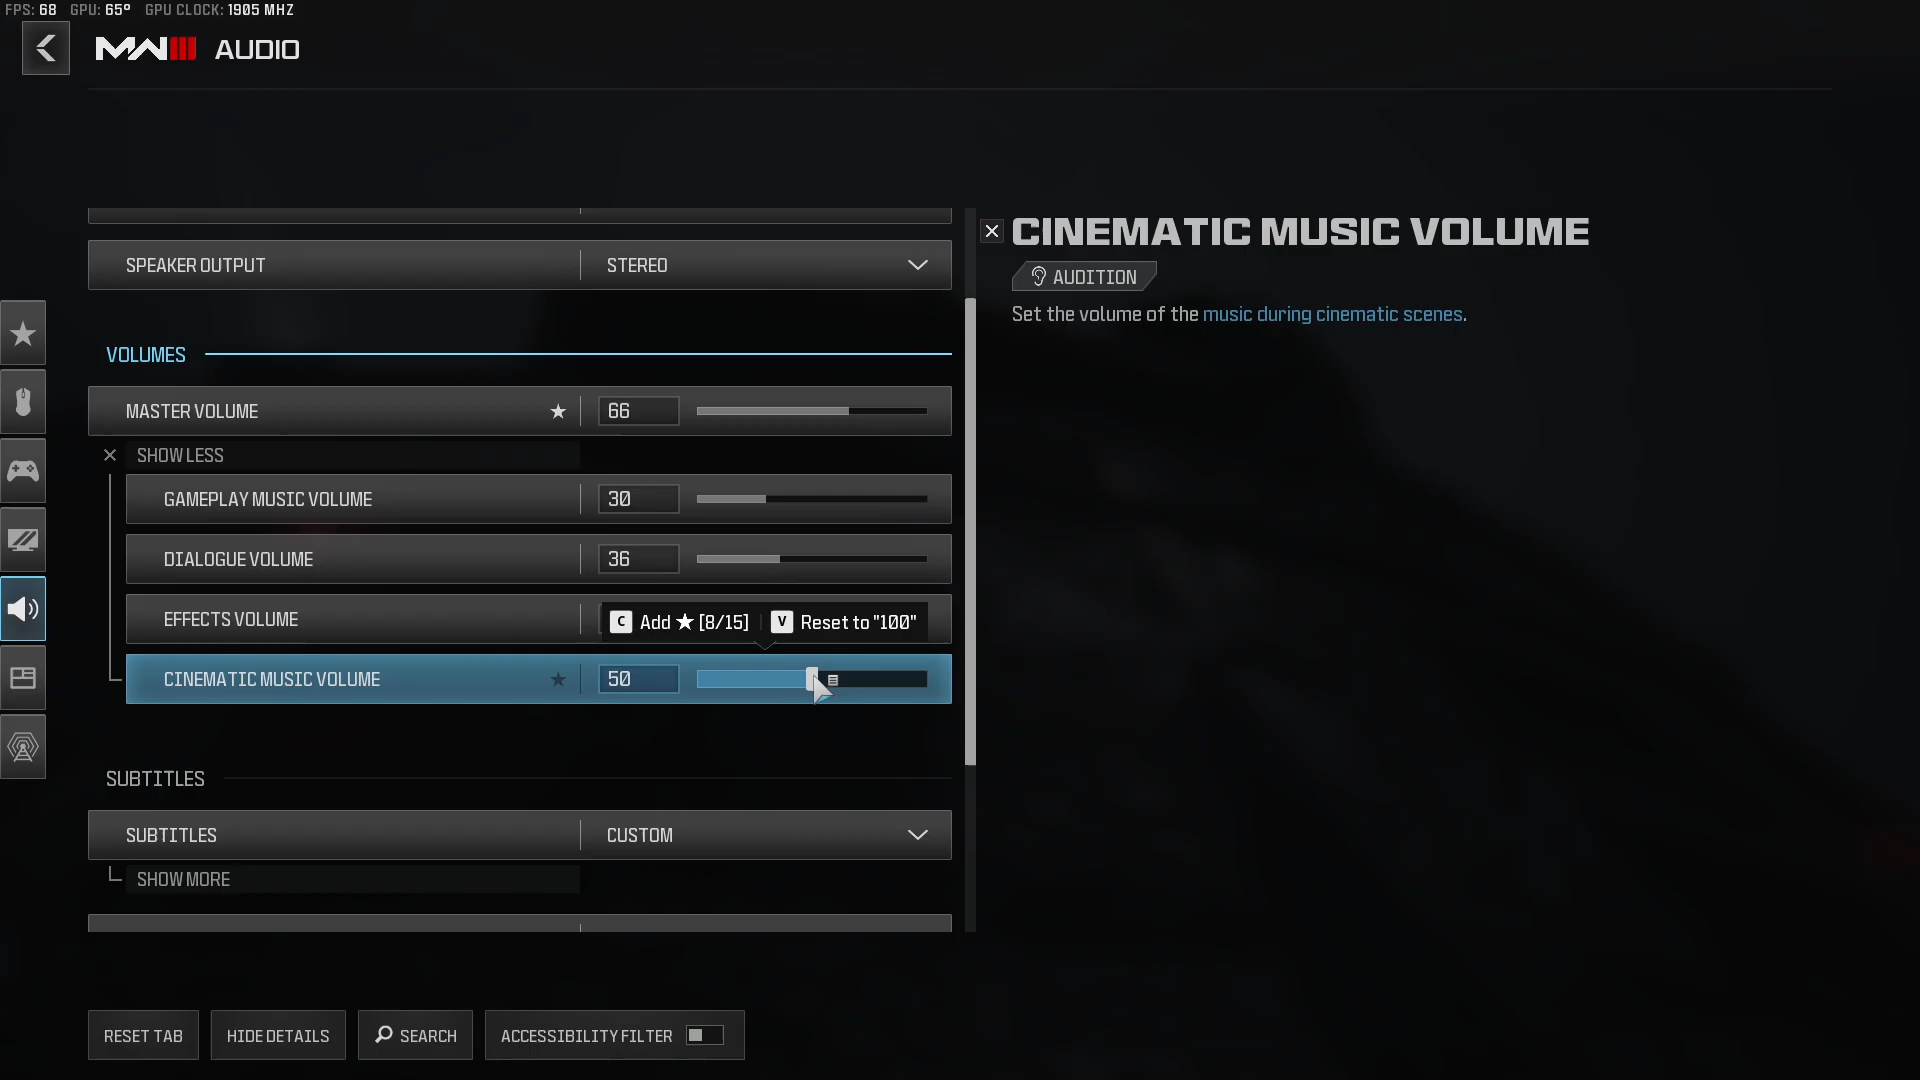 FPS: 68 GPU: 65° GPU CLOCK: 1905 MHZ
MWIII AUDIO
SPEAKER OUTPUT STEREO
VOLUMES
MASTER VOLUME 66
SHOW LESS
GAMEPLAY MUSIC VOLUME 30
DIALOGUE VOLUME 36
EFFECTS VOLUME
C Add ★ [8/15] V Reset to "100"
CINEMATIC MUSIC VOLUME 50
SUBTITLES
SUBTITLES CUSTOM
SHOW MORE
CINEMATIC MUSIC VOLUME
AUDITION
Set the volume of the music during cinematic scenes.
RESET TAB HIDE DETAILS SEARCH ACCESSIBILITY FILTER